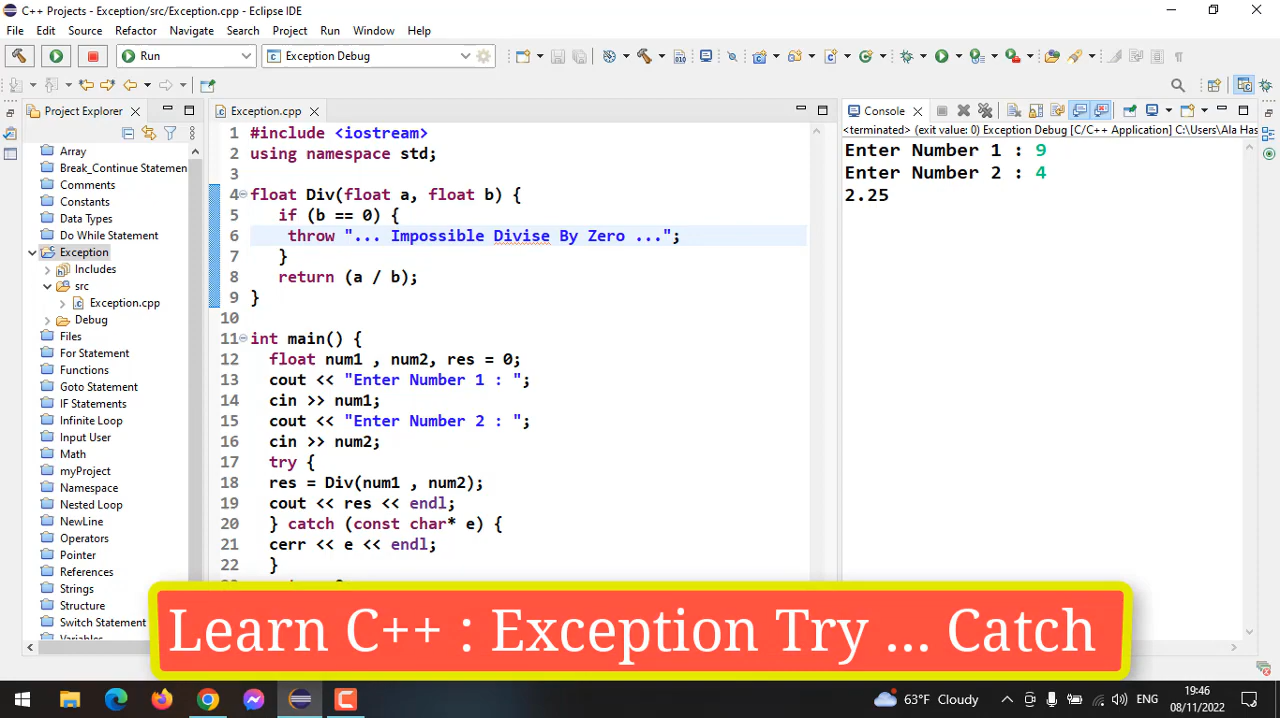 C++ Projects - Exception/src/Exception.cpp - Eclipse IDE
File Edit Source Refactor Navigate Search Project Run Window Help
Run
Exception Debug
Project Explorer
Array
Break_Continue Statemen
Comments
Constants
Data Types
Do While Statement
Exception
Includes
src
Exception.cpp
Debug
Files
For Statement
Functions
Goto Statement
IF Statements
Infinite Loop
Input User
Math
myProject
Namespace
Nested Loop
NewLine
Operators
Pointer
References
Strings
Structure
Switch Statement
Variables
Exception.cpp
1 #include <iostream>
2 using namespace std;
3
4 float Div(float a, float b) {
5 if (b == 0) {
6 throw "... Impossible Divise By Zero ...";
7 }
8 return (a / b);
9 }
10
11 int main() {
12 float num1 , num2, res = 0;
13 cout << "Enter Number 1 : ";
14 cin >> num1;
15 cout << "Enter Number 2 : ";
16 cin >> num2;
17 try {
18 res = Div(num1 , num2);
19 cout << res << endl;
20 } catch (const char* e) {
21 cerr << e << endl;
22 }
Console
<terminated> (exit value: 0) Exception Debug [C/C++ Application] C:\Users\Ala Has
Enter Number 1 : 9
Enter Number 2 : 4
2.25
Learn C++ : Exception Try ... Catch
63°F Cloudy
ENG
19:46
08/11/2022